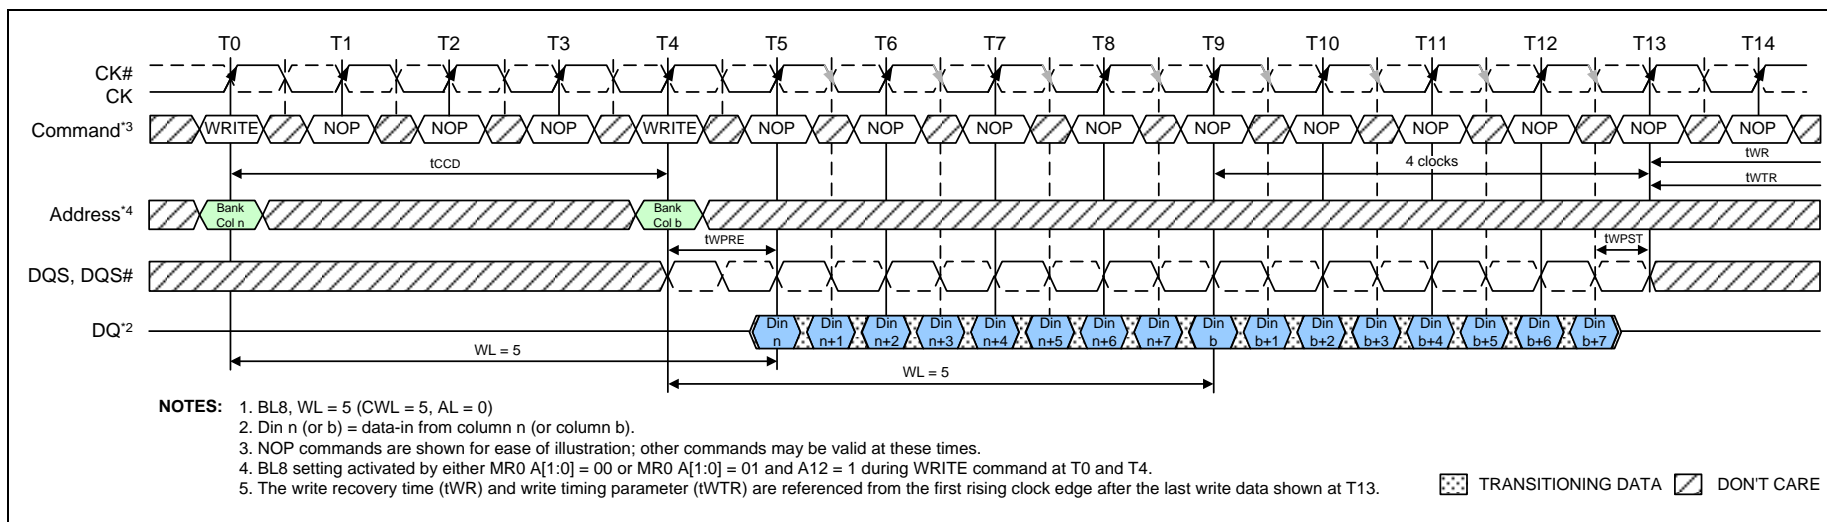 T0 T1 T2 T3 T4 T5 T6 T7 T8 T9 T10 T11 T12 T13 T14
CK#
CK
Command*3 WRITE NOP NOP NOP WRITE NOP NOP NOP NOP NOP NOP NOP NOP NOP NOP
tCCD 4 clocks tWR
tWTR
Address*4 Bank Col n Bank Col b
tWPRE tWPST
DQS, DQS#
DQ*2 Din n Din n+1 Din n+2 Din n+3 Din n+4 Din n+5 Din n+6 Din n+7 Din b Din b+1 Din b+2 Din b+3 Din b+4 Din b+5 Din b+6 Din b+7
WL = 5
WL = 5
NOTES: 1. BL8, WL = 5 (CWL = 5, AL = 0)
2. Din n (or b) = data-in from column n (or column b).
3. NOP commands are shown for ease of illustration; other commands may be valid at these times.
4. BL8 setting activated by either MR0 A[1:0] = 00 or MR0 A[1:0] = 01 and A12 = 1 during WRITE command at T0 and T4.
5. The write recovery time (tWR) and write timing parameter (tWTR) are referenced from the first rising clock edge after the last write data shown at T13.
TRANSITIONING DATA DON'T CARE